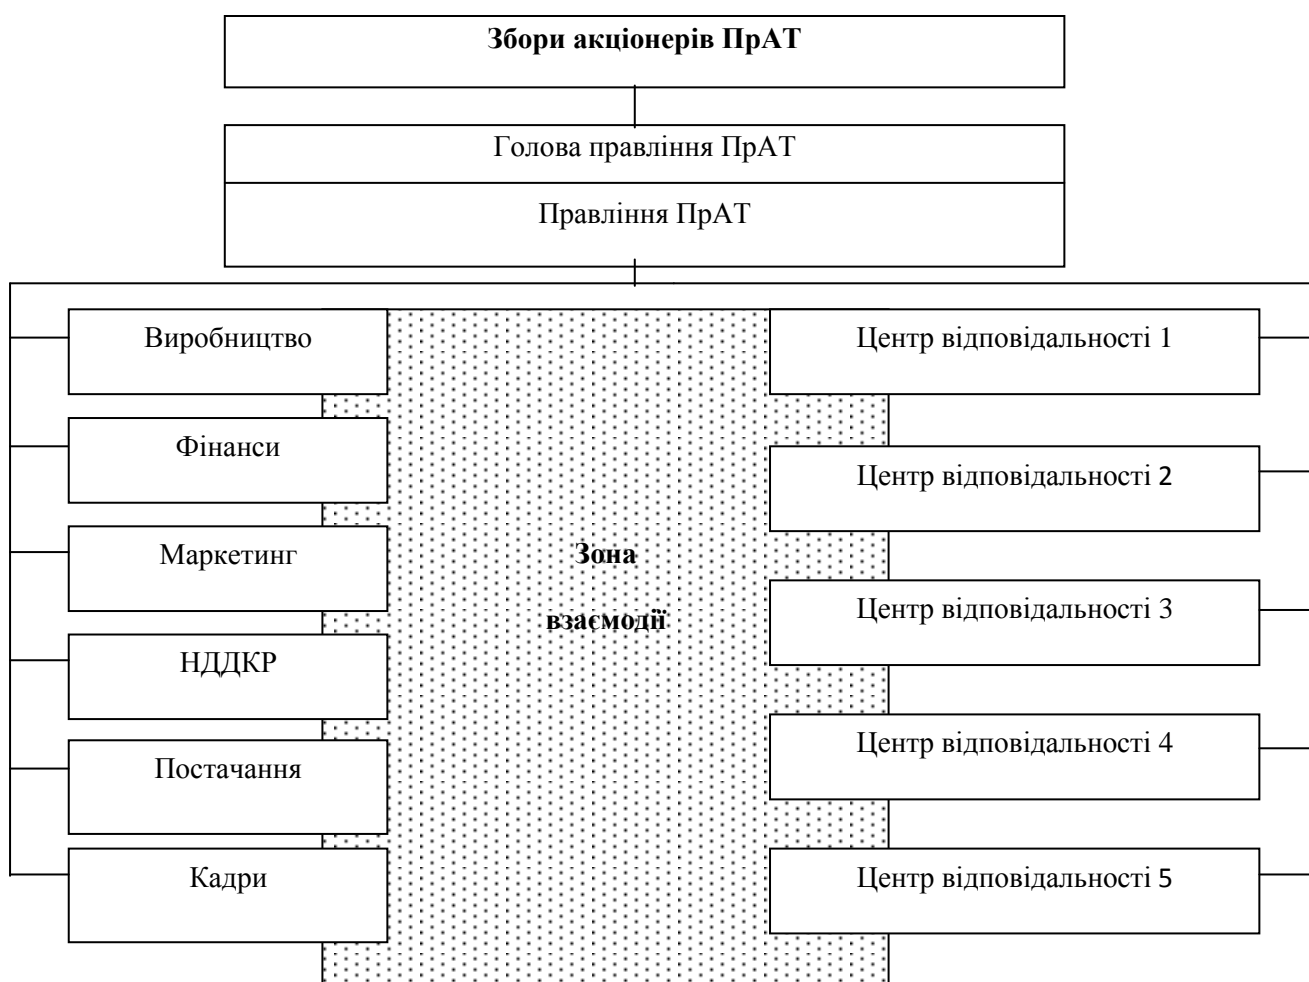 Збори акціонерів ПрАТ
Голова правління ПрАТ
Правління ПрАТ
Виробництво
Фінанси
Маркетинг
НДДКР
Постачання
Кадри
Зона
взаємодії
Центр відповідальності 1
Центр відповідальності 2
Центр відповідальності 3
Центр відповідальності 4
Центр відповідальності 5